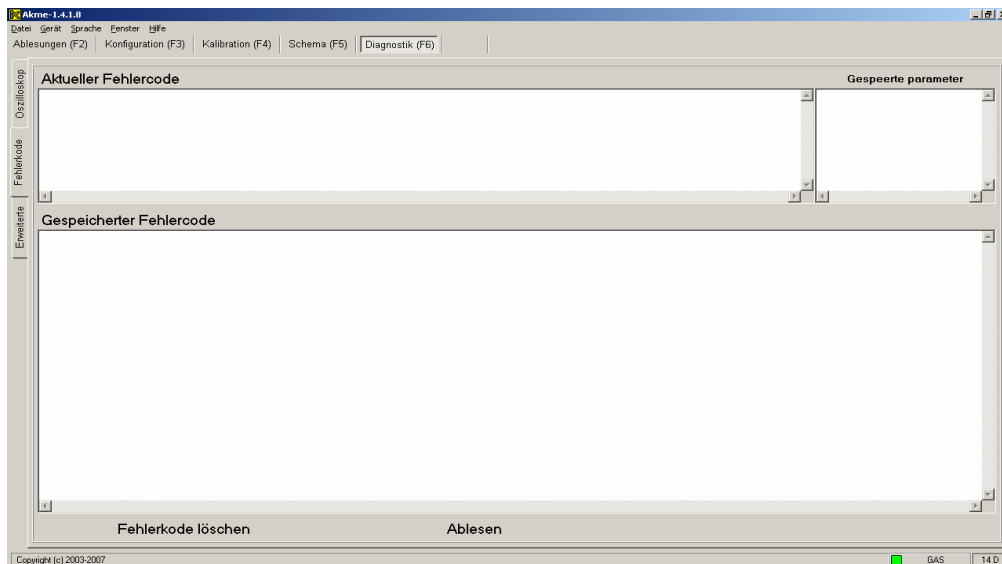 Akme-1.4.1.8
Datei Gerät Sprache Fenster Hilfe
Ablesungen (F2) Konfiguration (F3) Kalibration (F4) Schema (F5) Diagnostik (F6)
Oszilloskop
Fehlerkode
Erweiterte
Aktueller Fehlercode
Gespeerte parameter
Gespeicherter Fehlercode
Fehlerkode löschen Ablesen
Copyright (c) 2003-2007 GAS 14 D